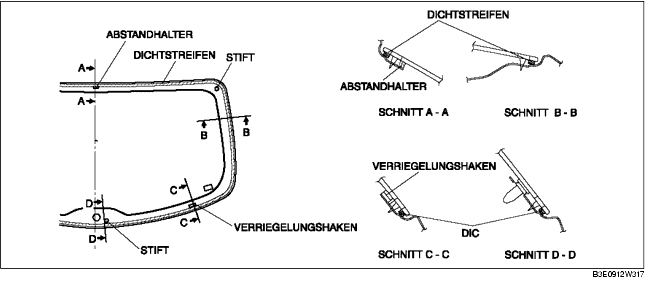 ABSTANDHALTER
DICHTSTREIFEN
STIFT
A
A
B
B
C
C
D
D
VERRIEGELUNGSHAKEN
STIFT
DICHTSTREIFEN
ABSTANDHALTER
SCHNITT A - A
SCHNITT B - B
VERRIEGELUNGSHAKEN
DIC
SCHNITT C - C
SCHNITT D - D
B3E0912W317